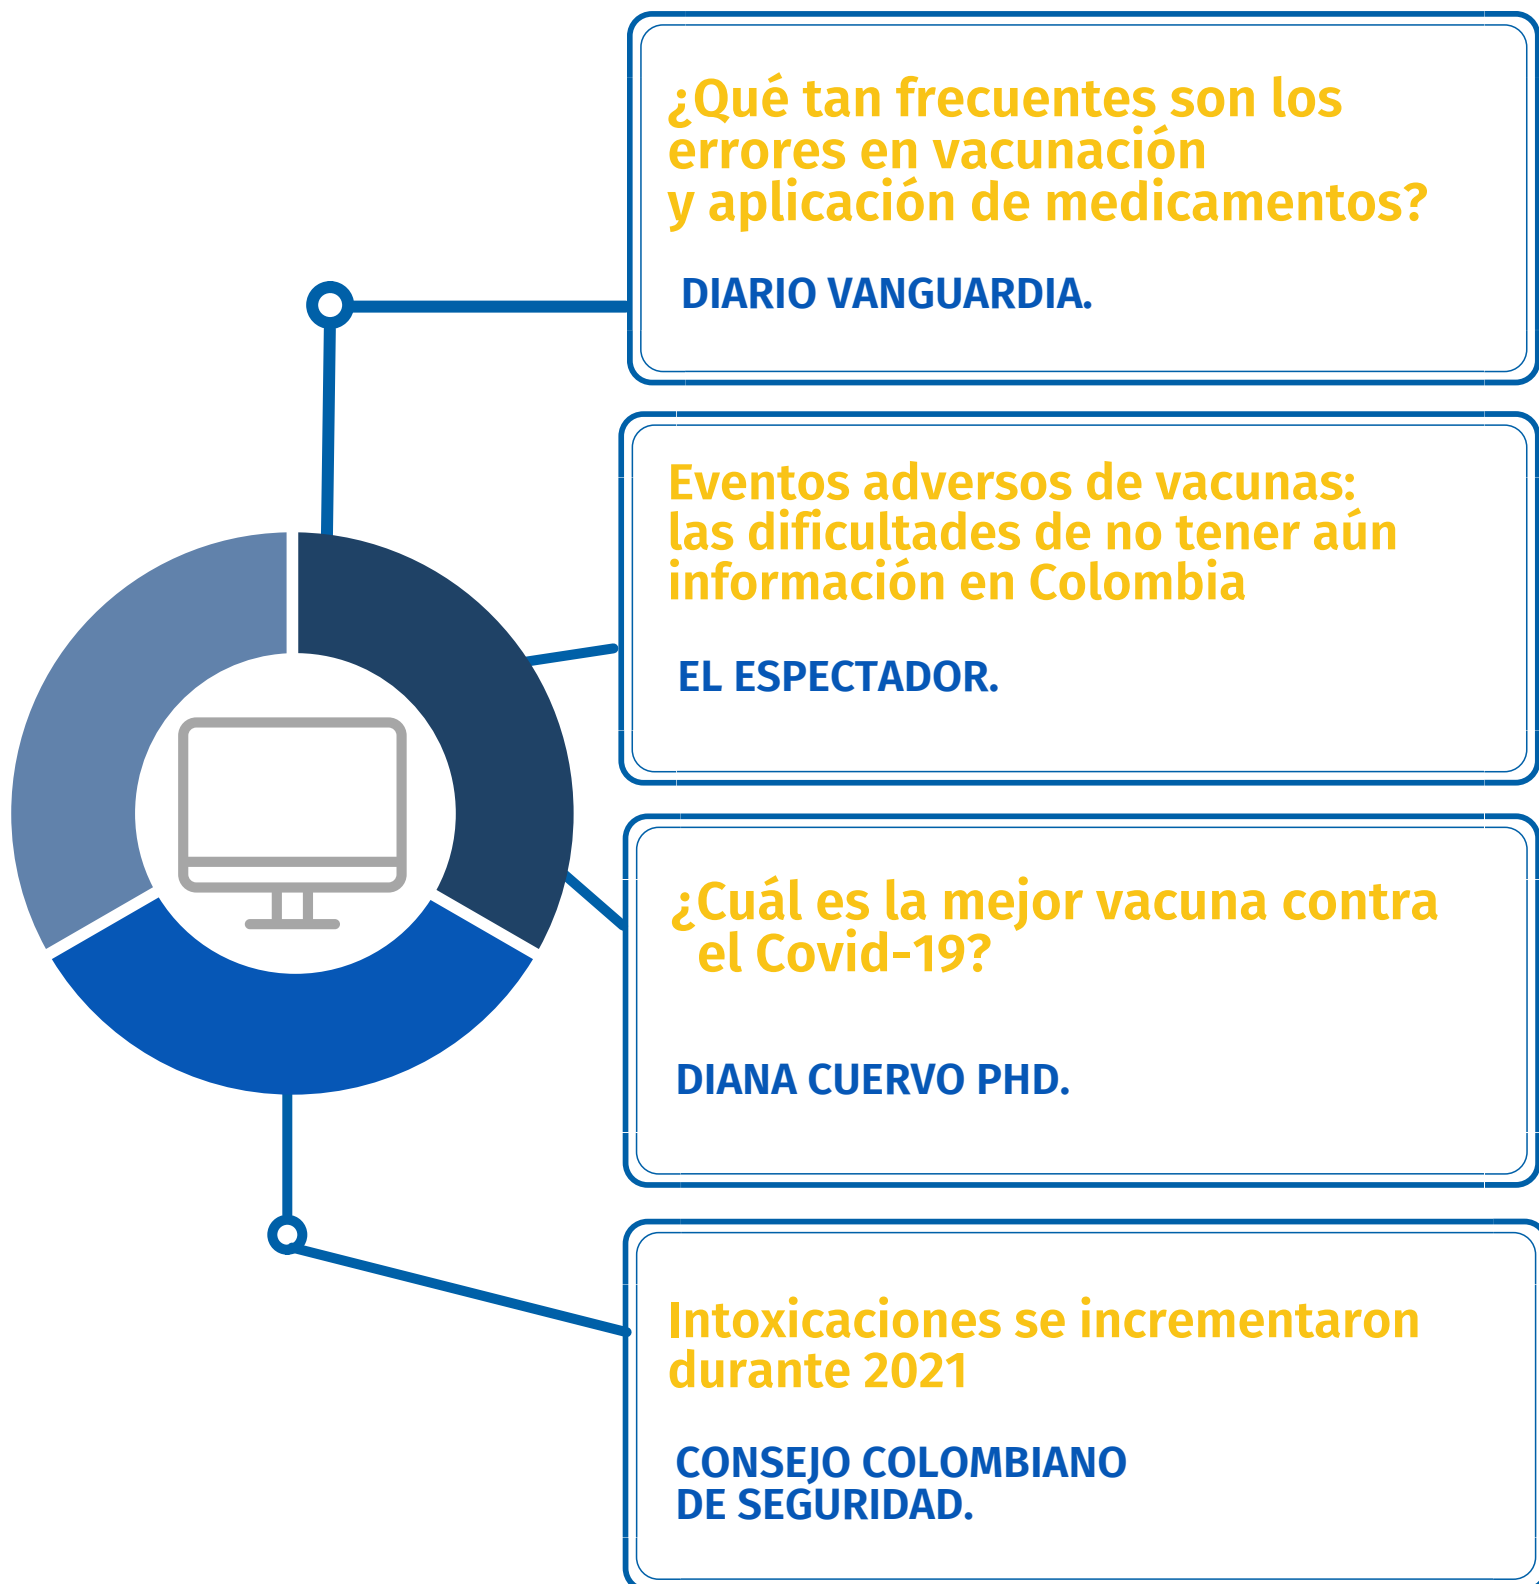 ¿Qué tan frecuentes son los
errores en vacunación
y aplicación de medicamentos?
DIARIO VANGUARDIA.
Eventos adversos de vacunas:
las dificultades de no tener aún
información en Colombia
EL ESPECTADOR.
¿Cuál es la mejor vacuna contra
el Covid-19?
DIANA CUERVO PHD.
Intoxicaciones se incrementaron
durante 2021
CONSEJO COLOMBIANO
DE SEGURIDAD.